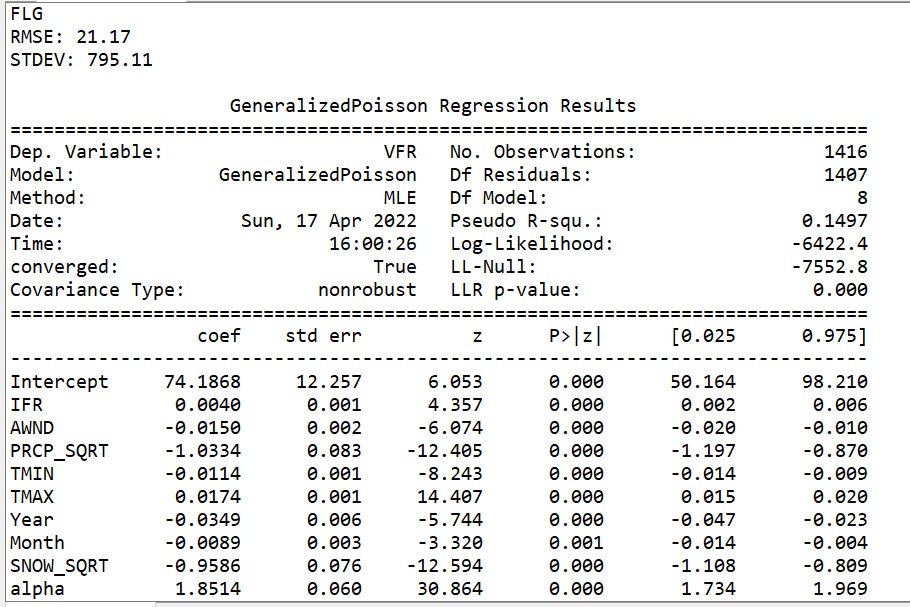 FLG
RMSE: 21.17
STDEV: 795.11
GeneralizedPoisson Regression Results
==============================================================================
Dep. Variable:                    VFR   No. Observations:                 1416
Model:             GeneralizedPoisson   Df Residuals:                     1407
Method:                           MLE   Df Model:                            8
Date:                Sun, 17 Apr 2022   Pseudo R-squ.:                  0.1497
Time:                        16:00:26   Log-Likelihood:                -6422.4
converged:                       True   LL-Null:                       -7552.8
Covariance Type:            nonrobust   LLR p-value:                     0.000
==============================================================================
                 coef    std err          z      P>|z|      [0.025      0.975]
------------------------------------------------------------------------------
Intercept     74.1868     12.257      6.053      0.000      50.164      98.210
IFR            0.0040      0.001      4.357      0.000       0.002       0.006
AWND          -0.0150      0.002     -6.074      0.000      -0.020      -0.010
PRCP_SQRT     -1.0334      0.083    -12.405      0.000      -1.197      -0.870
TMIN          -0.0114      0.001     -8.243      0.000      -0.014      -0.009
TMAX           0.0174      0.001     14.407      0.000       0.015       0.020
Year          -0.0349      0.006     -5.744      0.000      -0.047      -0.023
Month         -0.0089      0.003     -3.320      0.001      -0.014      -0.004
SNOW_SQRT     -0.9586      0.076    -12.594      0.000      -1.108      -0.809
alpha          1.8514      0.060     30.864      0.000       1.734       1.969